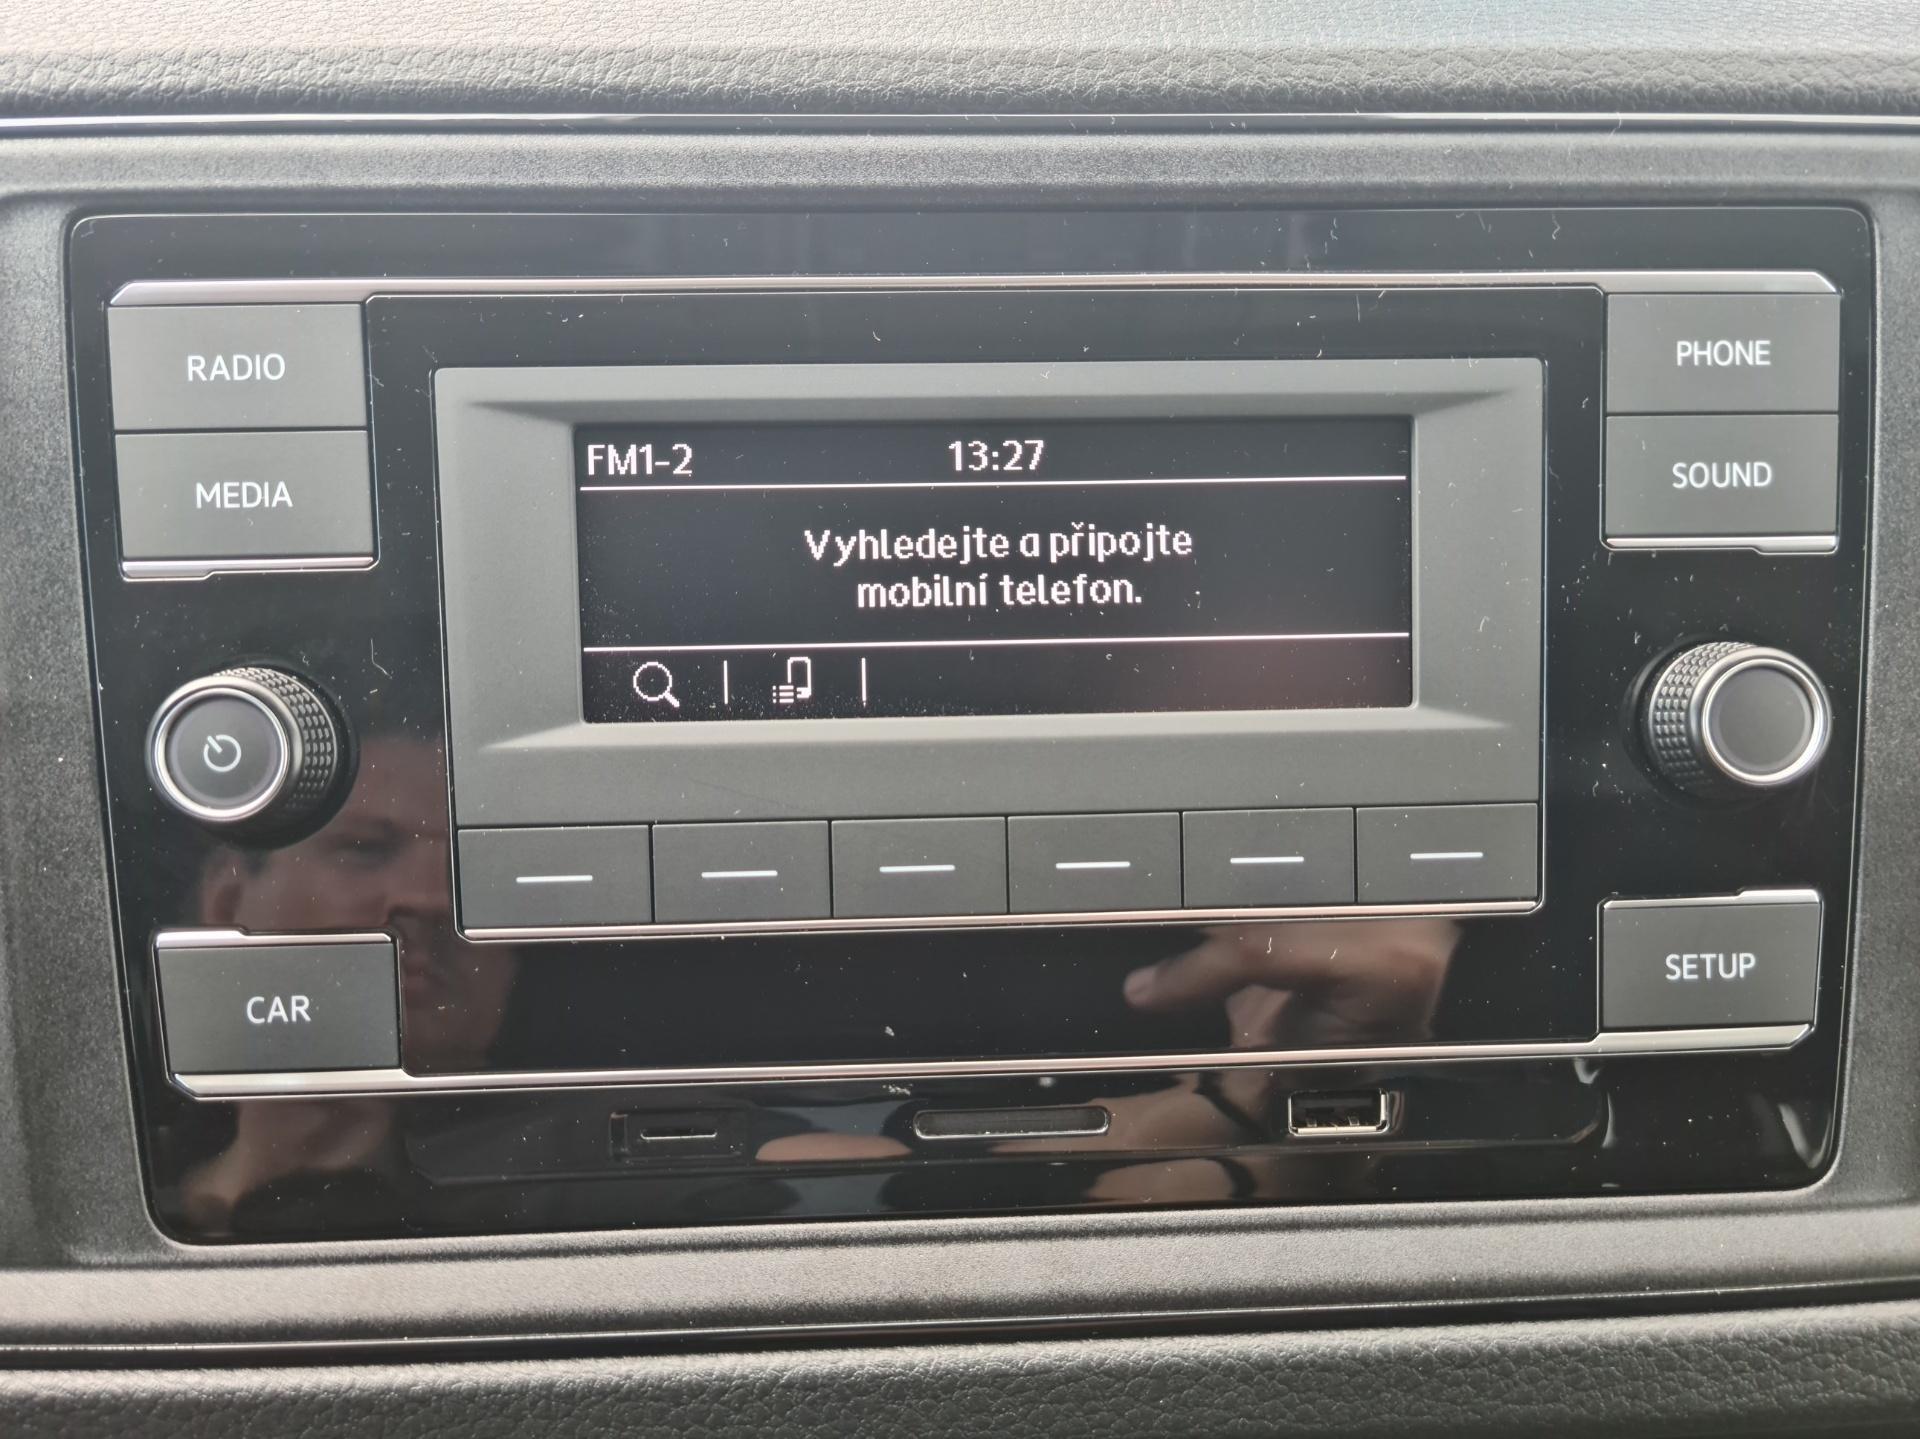 RADIO
MEDIA
FM1-2 13:27
Vyhledejte a připojte
mobilní telefon.
PHONE
SOUND
CAR
SETUP